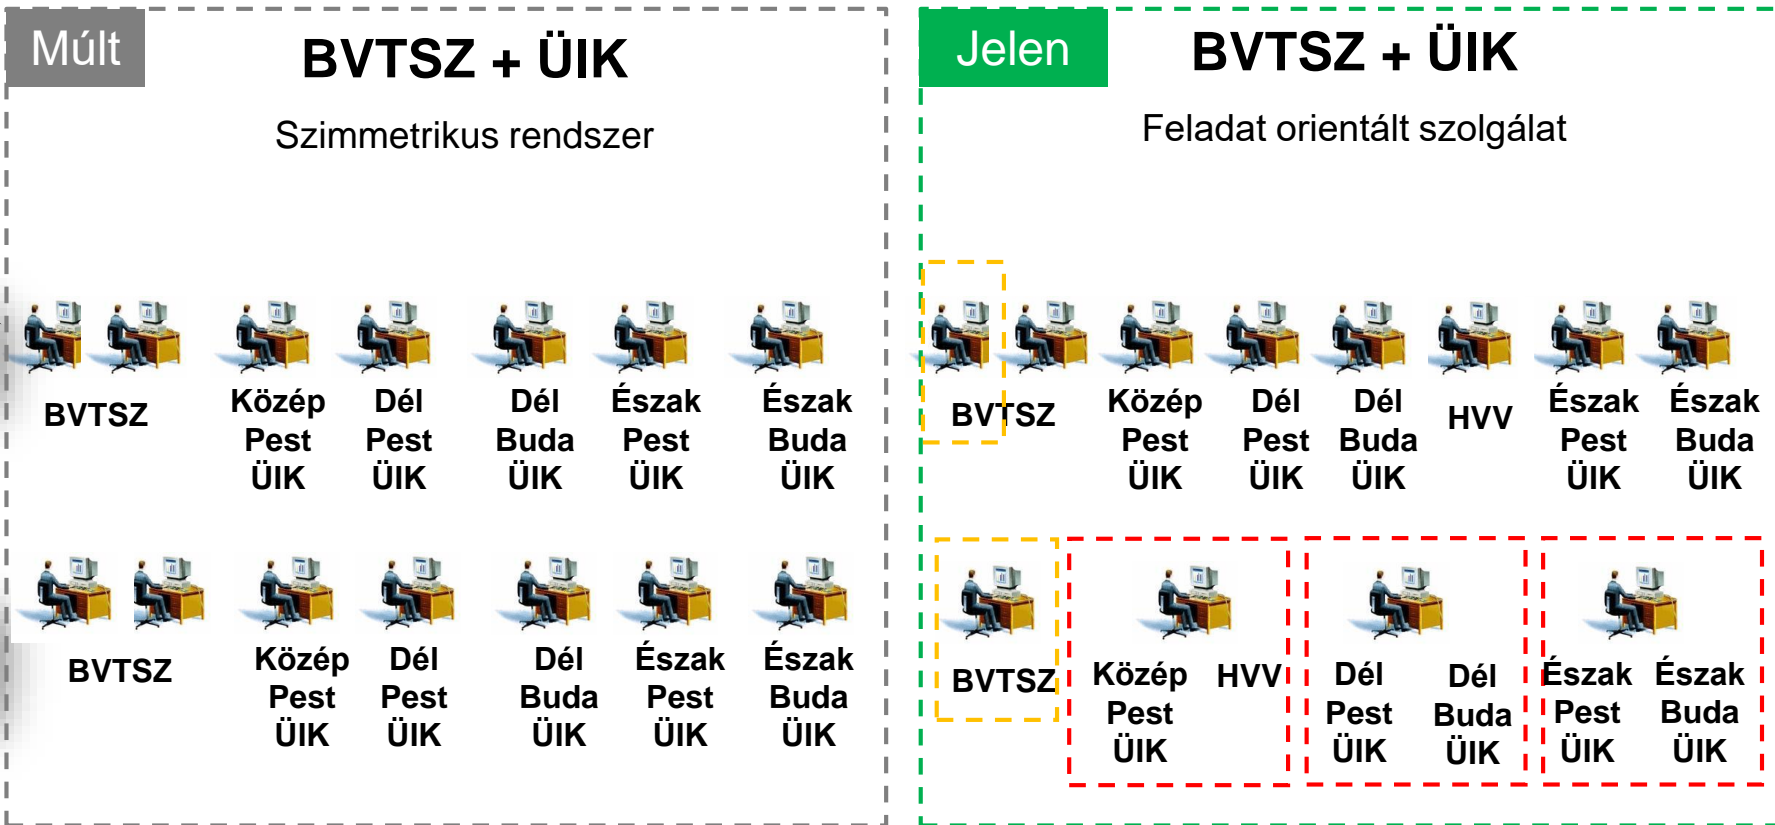 Múlt
BVTSZ + ÜIK
Szimmetrikus rendszer
BVTSZ
Közép
Pest
ÜIK
Dél
Pest
ÜIK
Dél
Buda
ÜIK
Észak
Pest
ÜIK
Észak
Buda
ÜIK
BVTSZ
Közép
Pest
ÜIK
Dél
Pest
ÜIK
Dél
Buda
ÜIK
Észak
Pest
ÜIK
Észak
Buda
ÜIK
Jelen
BVTSZ + ÜIK
Feladat orientált szolgálat
BVTSZ
Közép
Pest
ÜIK
Dél
Pest
ÜIK
Dél
Buda
ÜIK
HVV
Észak
Pest
ÜIK
Észak
Buda
ÜIK
BVTSZ
Közép
Pest
ÜIK
HVV
Dél
Pest
ÜIK
Dél
Buda
ÜIK
Észak
Pest
ÜIK
Észak
Buda
ÜIK